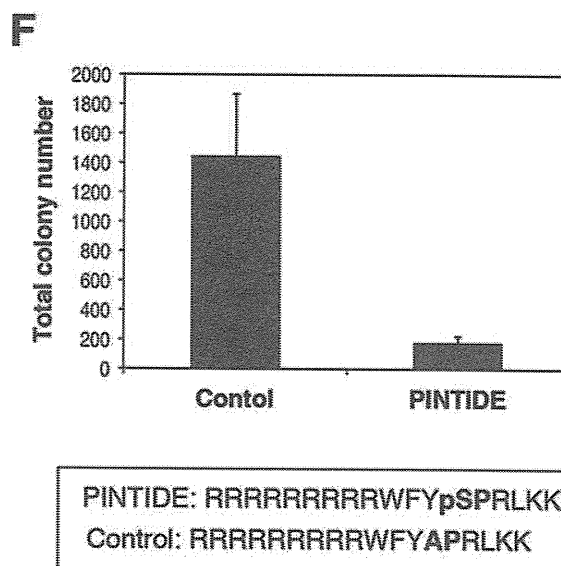 F
2000
1800
1600
1400
1200
1000
800
600
400
200
0
Total colony number
Contol PINTIDE
PINTIDE: RRRRRRRRRWFYpSPRLKK
Control: RRRRRRRRRWFYAPRLKK